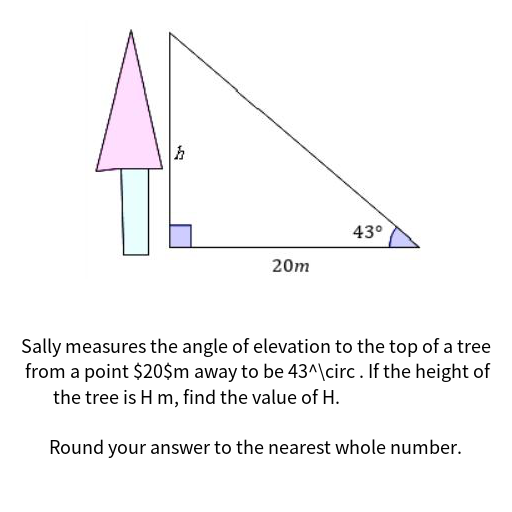 h
43°
20m
Sally measures the angle of elevation to the top of a tree
from a point $20$m away to be 43^\circ . If the height of
the tree is H m, find the value of H.
Round your answer to the nearest whole number.